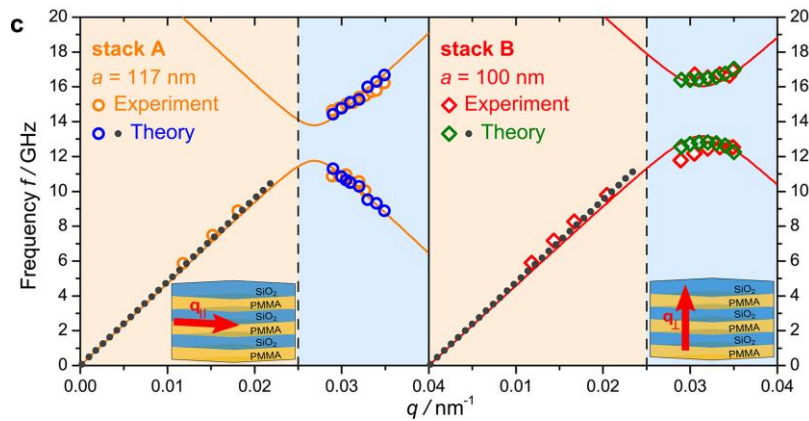 c
20
18
16
14
12
10
8
6
4
2
0
Frequency f / GHz
stack A
a = 117 nm
Experiment
Theory
SiO₂
PMMA
SiO₂
PMMA
SiO₂
PMMA
q||
stack B
a = 100 nm
Experiment
Theory
SiO₂
PMMA
SiO₂
PMMA
SiO₂
PMMA
q⊥
20
18
16
14
12
10
8
6
4
2
0
0.00 0.01 0.02 0.03 0.04 0.01 0.02 0.03 0.04
q / nm⁻¹